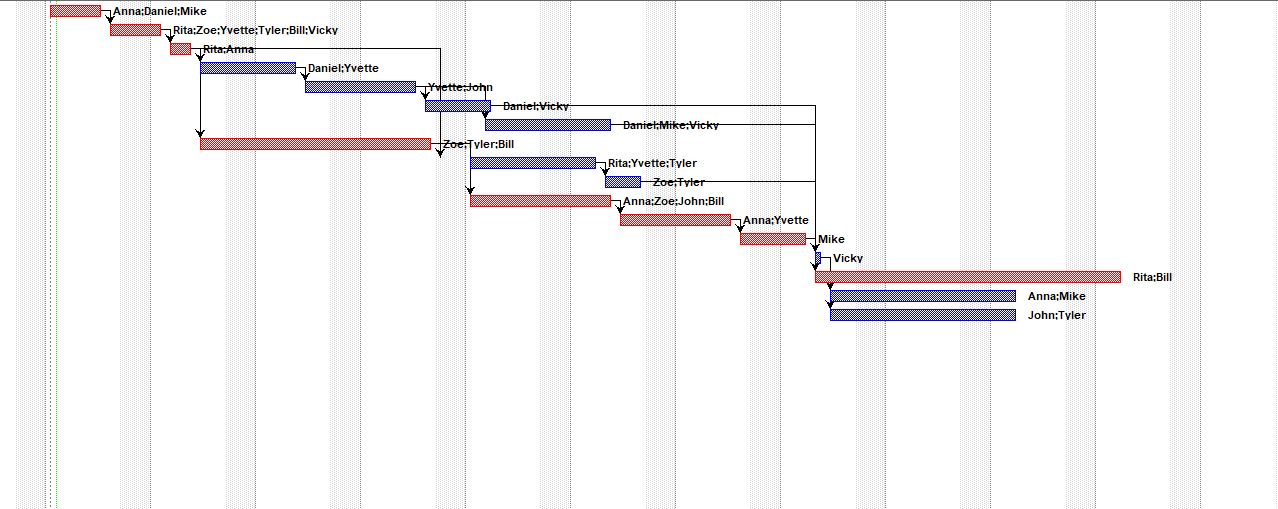 Anna;Daniel;Mike
Rita;Zoe;Yvette;Tyler;Bill;Vicky
Rita;Anna
Daniel;Yvette
Yvette;John
Daniel;Vicky
Daniel;Mike;Vicky
Zoe;Tyler;Bill
Rita;Yvette;Tyler
Zoe;Tyler
Anna;Zoe;John;Bill
Anna;Yvette
Mike
Vicky
Rita;Bill
Anna;Mike
John;Tyler